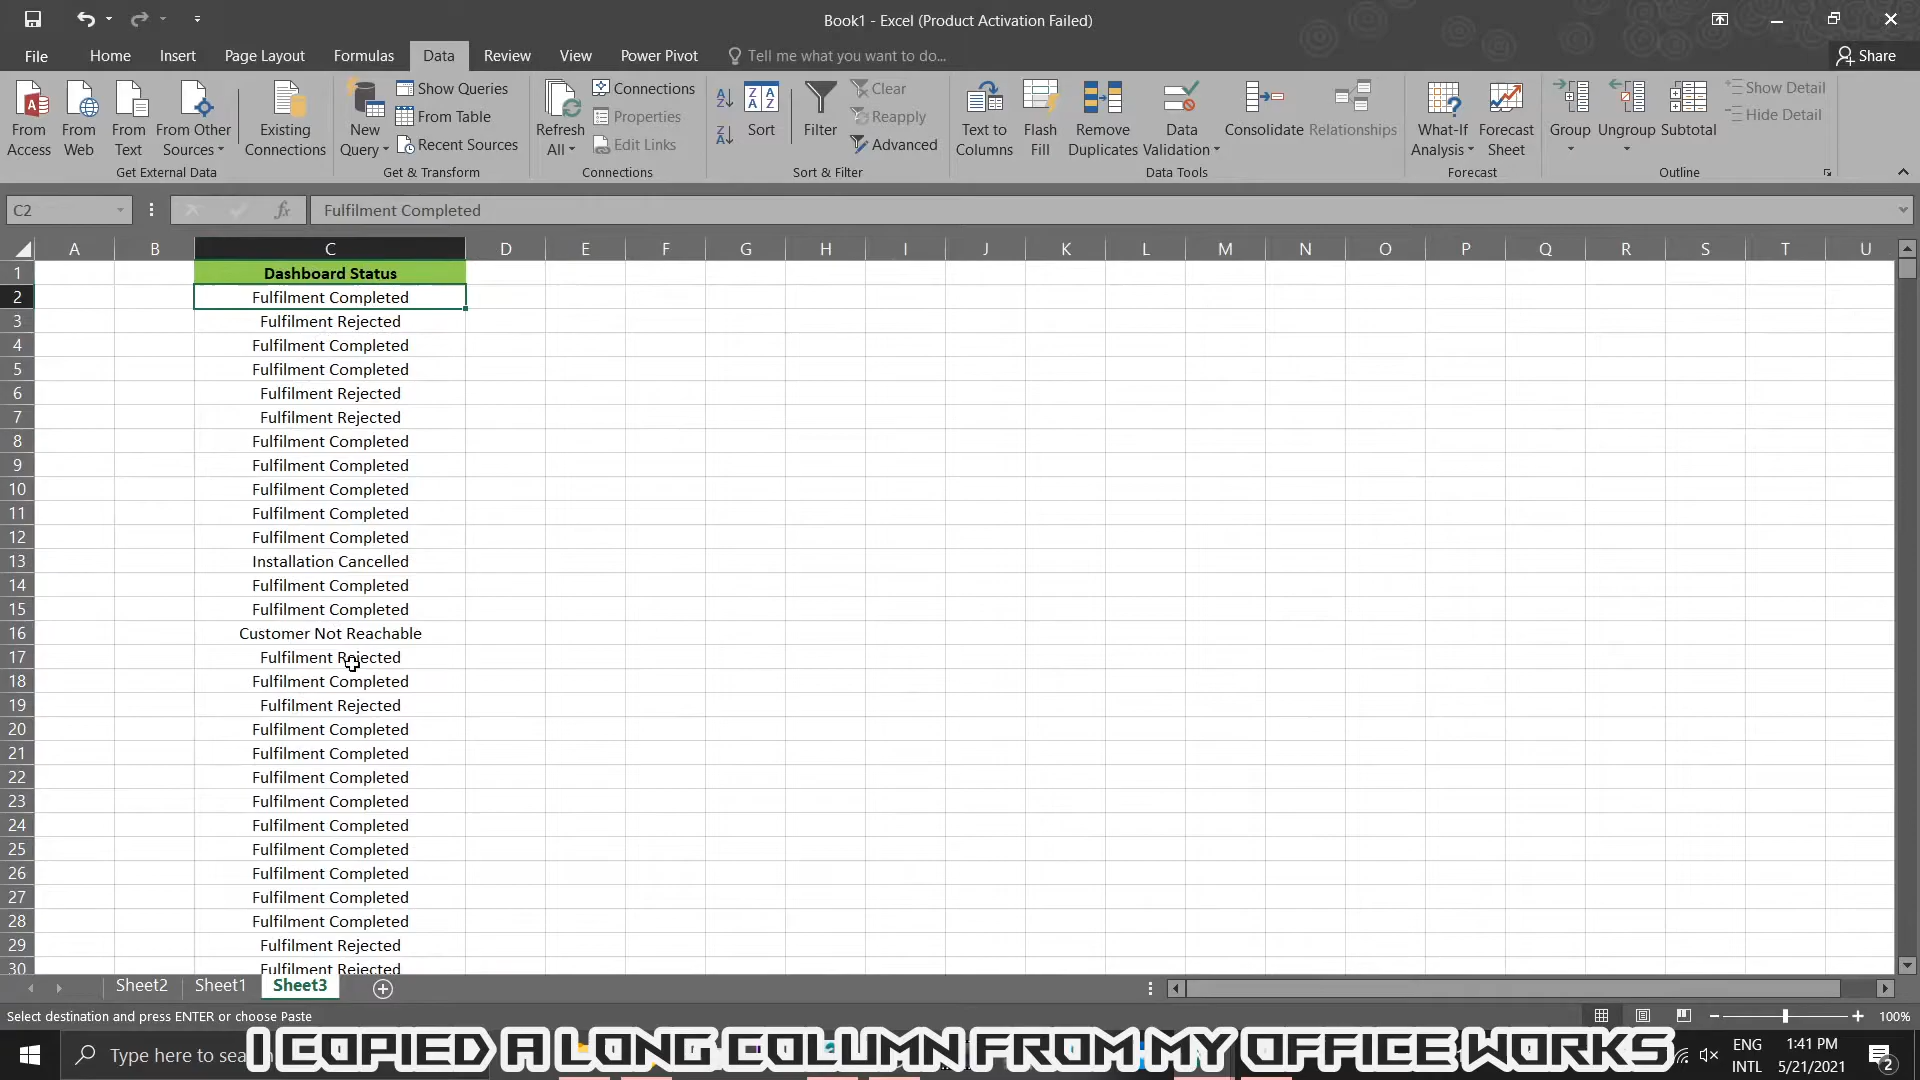 Book1 - Excel (Product Activation Failed)
File Home Insert Page Layout Formulas Data Review View Power Pivot Tell me what you want to do... Share
From Access
From Web
From Text
From Other Sources
Existing Connections
Get External Data
New Query
Show Queries
From Table
Recent Sources
Get & Transform
Refresh All
Connections
Properties
Edit Links
Connections
Sort
Filter
Clear
Reapply
Advanced
Sort & Filter
Text to Columns
Flash Fill
Remove Duplicates
Data Validation
Consolidate
Relationships
Data Tools
What-If Analysis
Forecast Sheet
Forecast
Group
Ungroup
Subtotal
Show Detail
Hide Detail
Outline
C2 fx Fulfilment Completed
A B C D E F G H I J K L M N O P Q R S T U
1 Dashboard Status
2 Fulfilment Completed
3 Fulfilment Rejected
4 Fulfilment Completed
5 Fulfilment Completed
6 Fulfilment Rejected
7 Fulfilment Rejected
8 Fulfilment Completed
9 Fulfilment Completed
10 Fulfilment Completed
11 Fulfilment Completed
12 Fulfilment Completed
13 Installation Cancelled
14 Fulfilment Completed
15 Fulfilment Completed
16 Customer Not Reachable
17 Fulfilment Rejected
18 Fulfilment Completed
19 Fulfilment Rejected
20 Fulfilment Completed
21 Fulfilment Completed
22 Fulfilment Completed
23 Fulfilment Completed
24 Fulfilment Completed
25 Fulfilment Completed
26 Fulfilment Completed
27 Fulfilment Completed
28 Fulfilment Completed
29 Fulfilment Rejected
30 Fulfilment Rejected
Sheet2 Sheet1 Sheet3
Select destination and press ENTER or choose Paste
100%
I COPIED A LONG COLUMN FROM MY OFFICE WORKS
Type here to
ENG
INTL
1:41 PM
5/21/2021
2